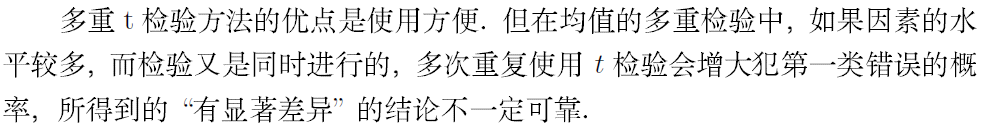 多重 t 检验方法的优点是使用方便. 但在均值的多重检验中, 如果因素的水
平较多, 而检验又是同时进行的, 多次重复使用 t 检验会增大犯第一类错误的概
率, 所得到的 “有显著差异” 的结论不一定可靠.